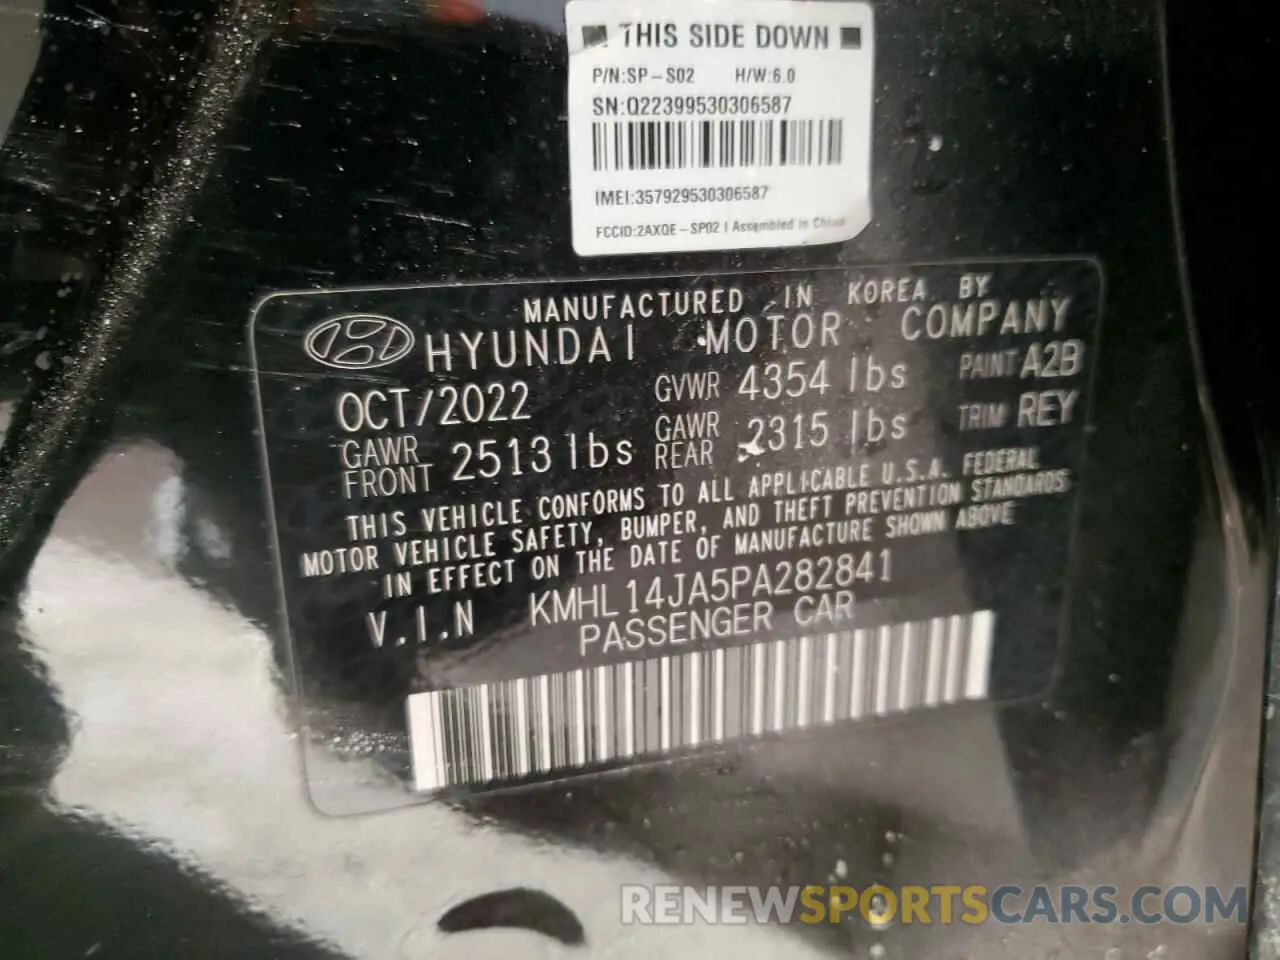 THIS SIDE DOWN
P/N:SP-S02 H/W:6.0
SN:Q22399530306587
IMEI:357929530306587
FCCID:2AXQE-SP02 | Assembled in China
MANUFACTURED IN KOREA BY
HYUNDAI MOTOR COMPANY
OCT/2022 GVWR 4354 lbs PAINT A2B
GAWR FRONT 2513 lbs GAWR REAR 2315 lbs TRIM REY
THIS VEHICLE CONFORMS TO ALL APPLICABLE U.S.A. FEDERAL
MOTOR VEHICLE SAFETY, BUMPER, AND THEFT PREVENTION STANDARDS
IN EFFECT ON THE DATE OF MANUFACTURE SHOWN ABOVE
V.I.N KMHL14JA5PA282841
PASSENGER CAR
RENEWSPORTSCARS.COM